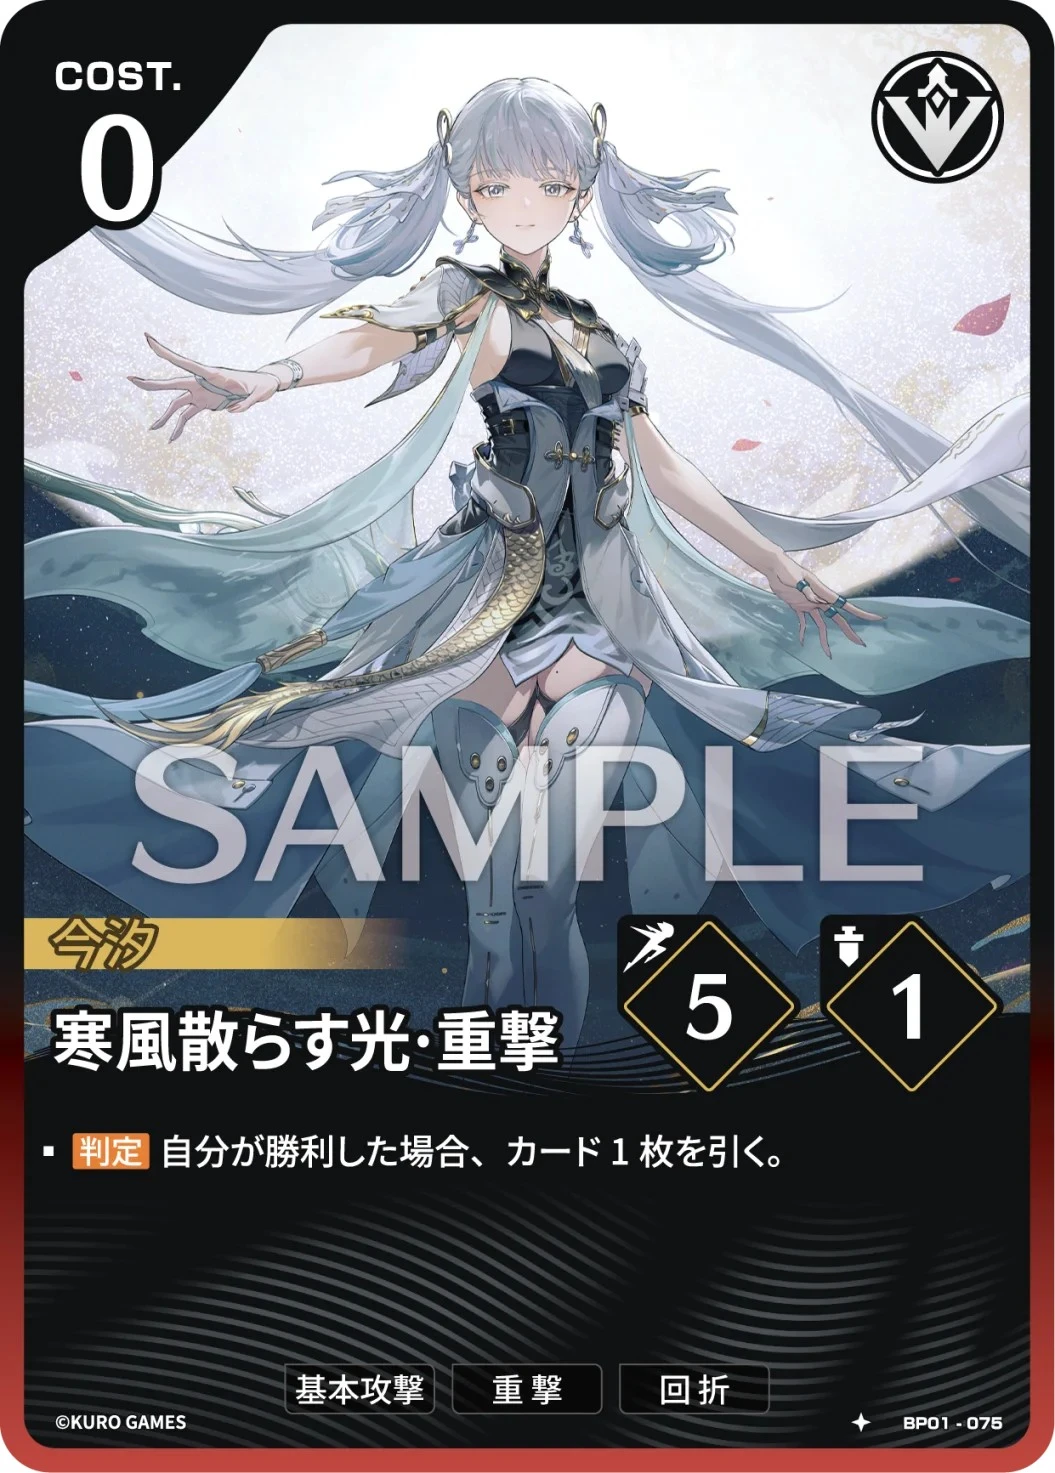 COST.
0
SAMPLE
今汐
寒風散らす光·重撃
5
1
▪ 判定 自分が勝利した場合、カード1枚を引く。
基本攻撃 重撃 回折
©KURO GAMES
BP01 - 075